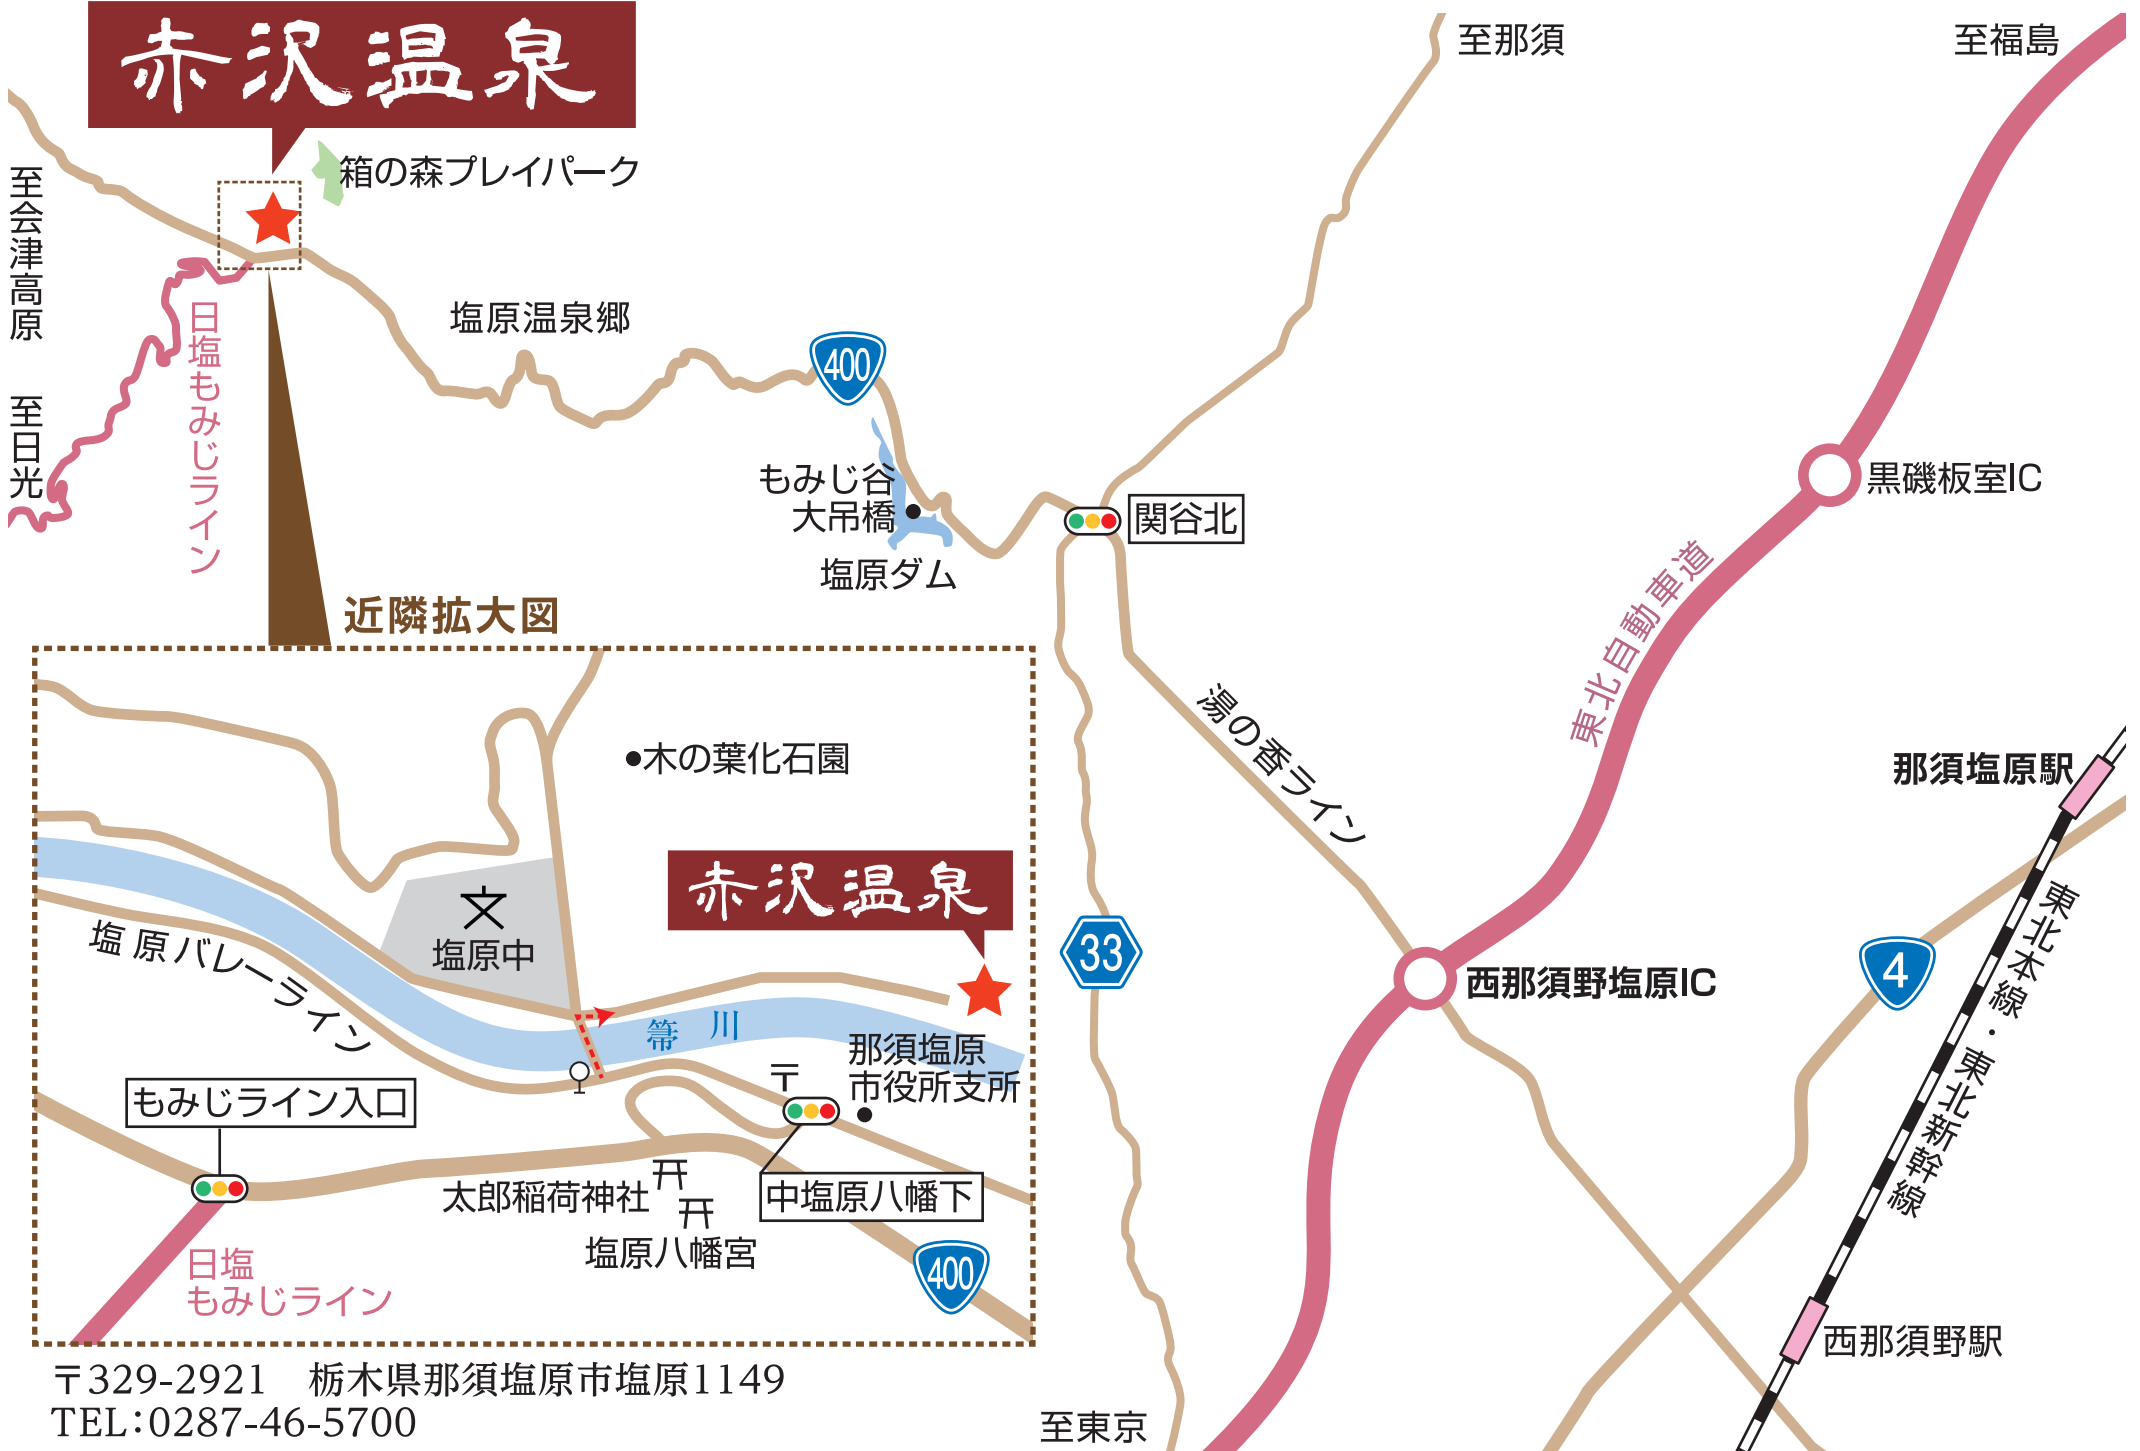 赤沢温泉
至那須
至福島
箱の森プレイパーク
至会津高原
至日光
日塩もみじライン
塩原温泉郷
400
もみじ谷
大吊橋
塩原ダム
関谷北
黒磯板室IC
東北自動車道
湯の香ライン
近隣拡大図
那須塩原駅
木の葉化石園
赤沢温泉
塩原中
塩原バレーライン
箒川
33
西那須野塩原IC
4
東北本線・東北新幹線
那須塩原
市役所支所
〒
もみじライン入口
太郎稲荷神社
中塩原八幡下
塩原八幡宮
400
日塩
もみじライン
西那須野駅
〒329-2921 栃木県那須塩原市塩原1149
TEL:0287-46-5700
至東京